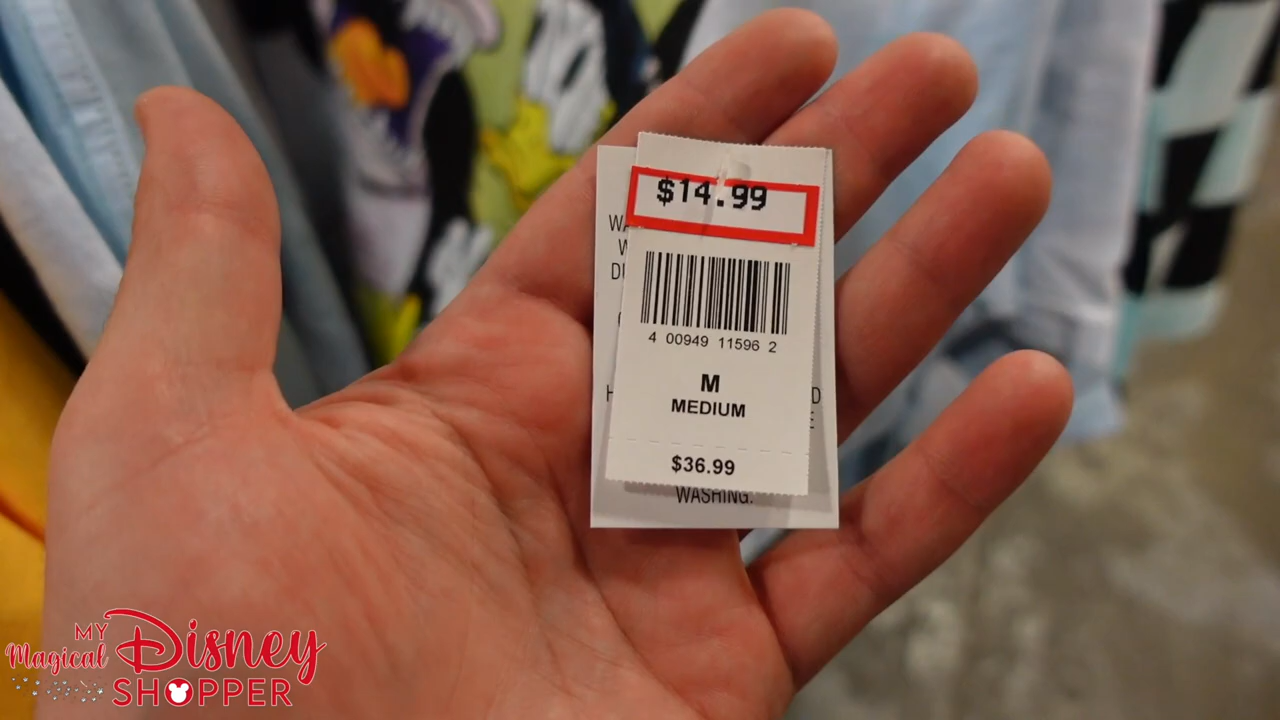 $14.99
4 00949 11596 2
M
MEDIUM
$36.99
WASHING.
MY
Magical Disney
SHOPPER